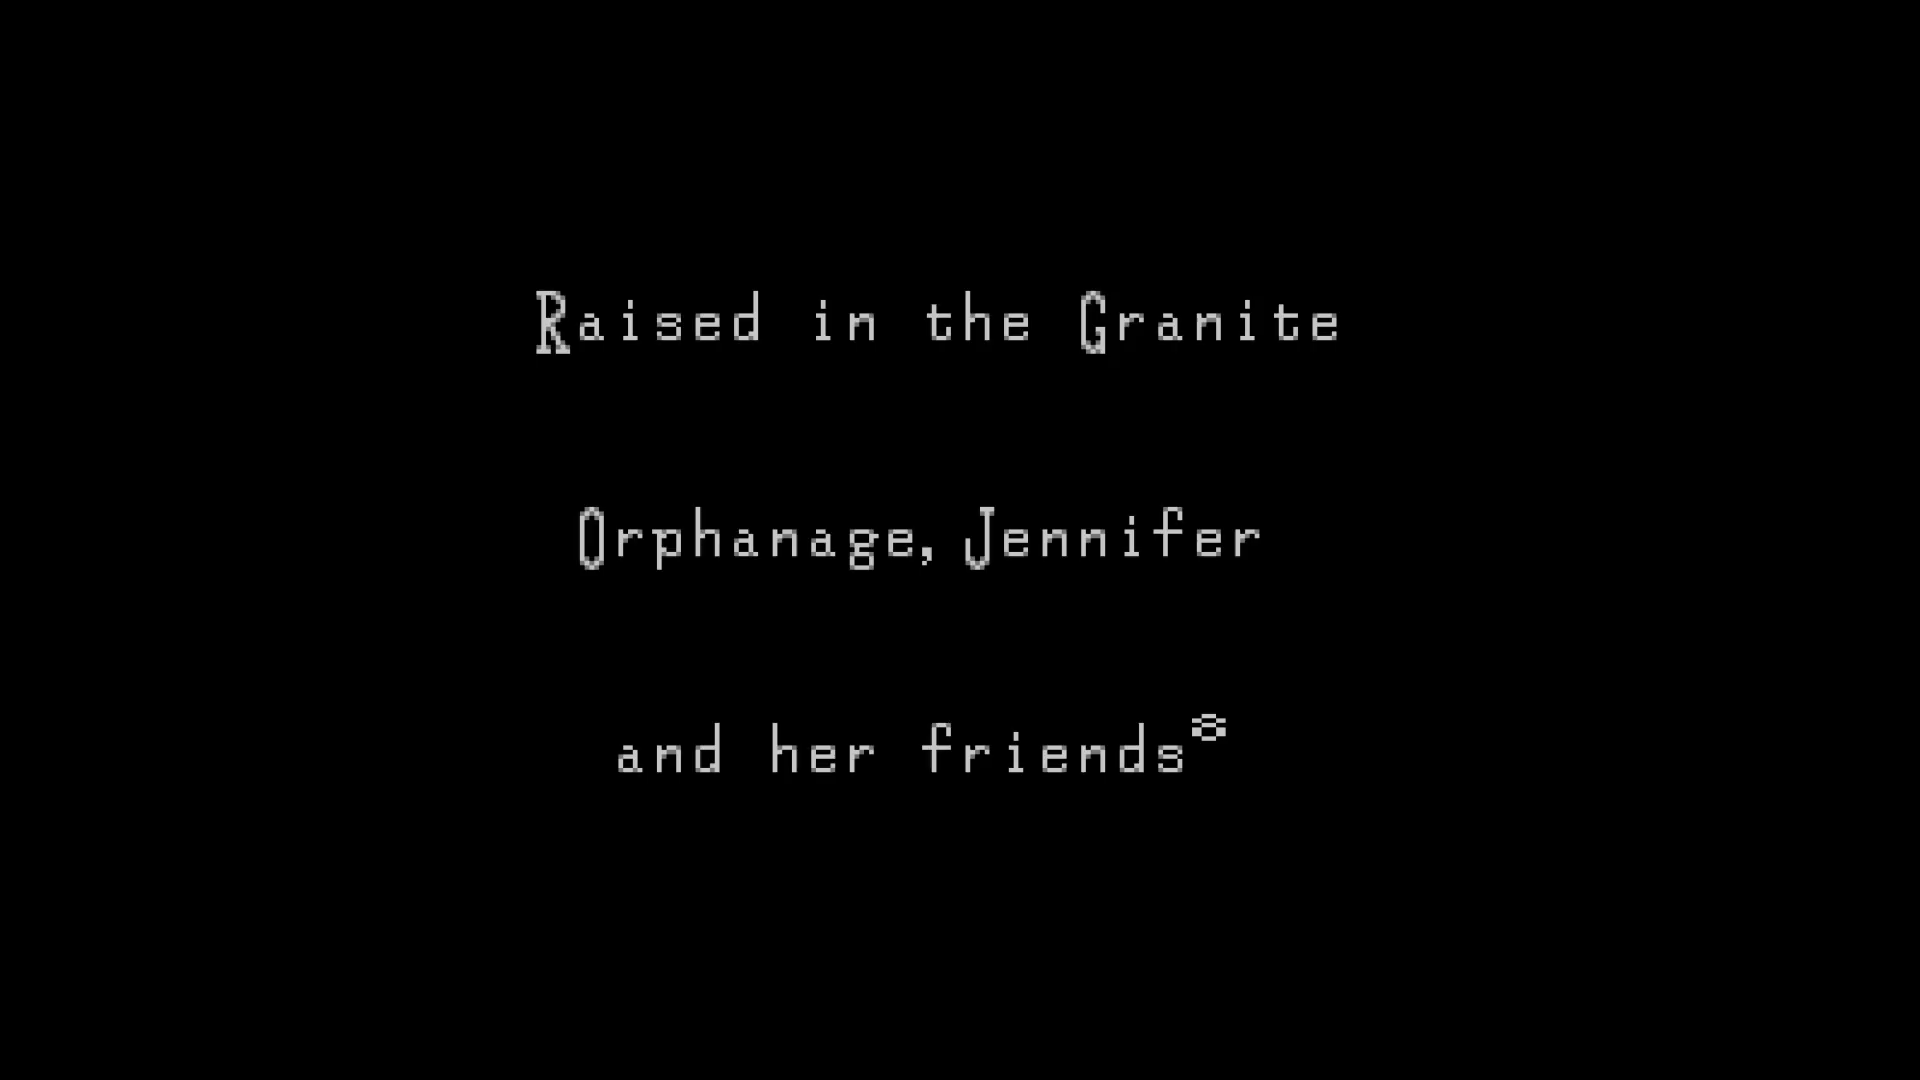 Raised in the Granite
Orphanage, Jennifer
and her friends*